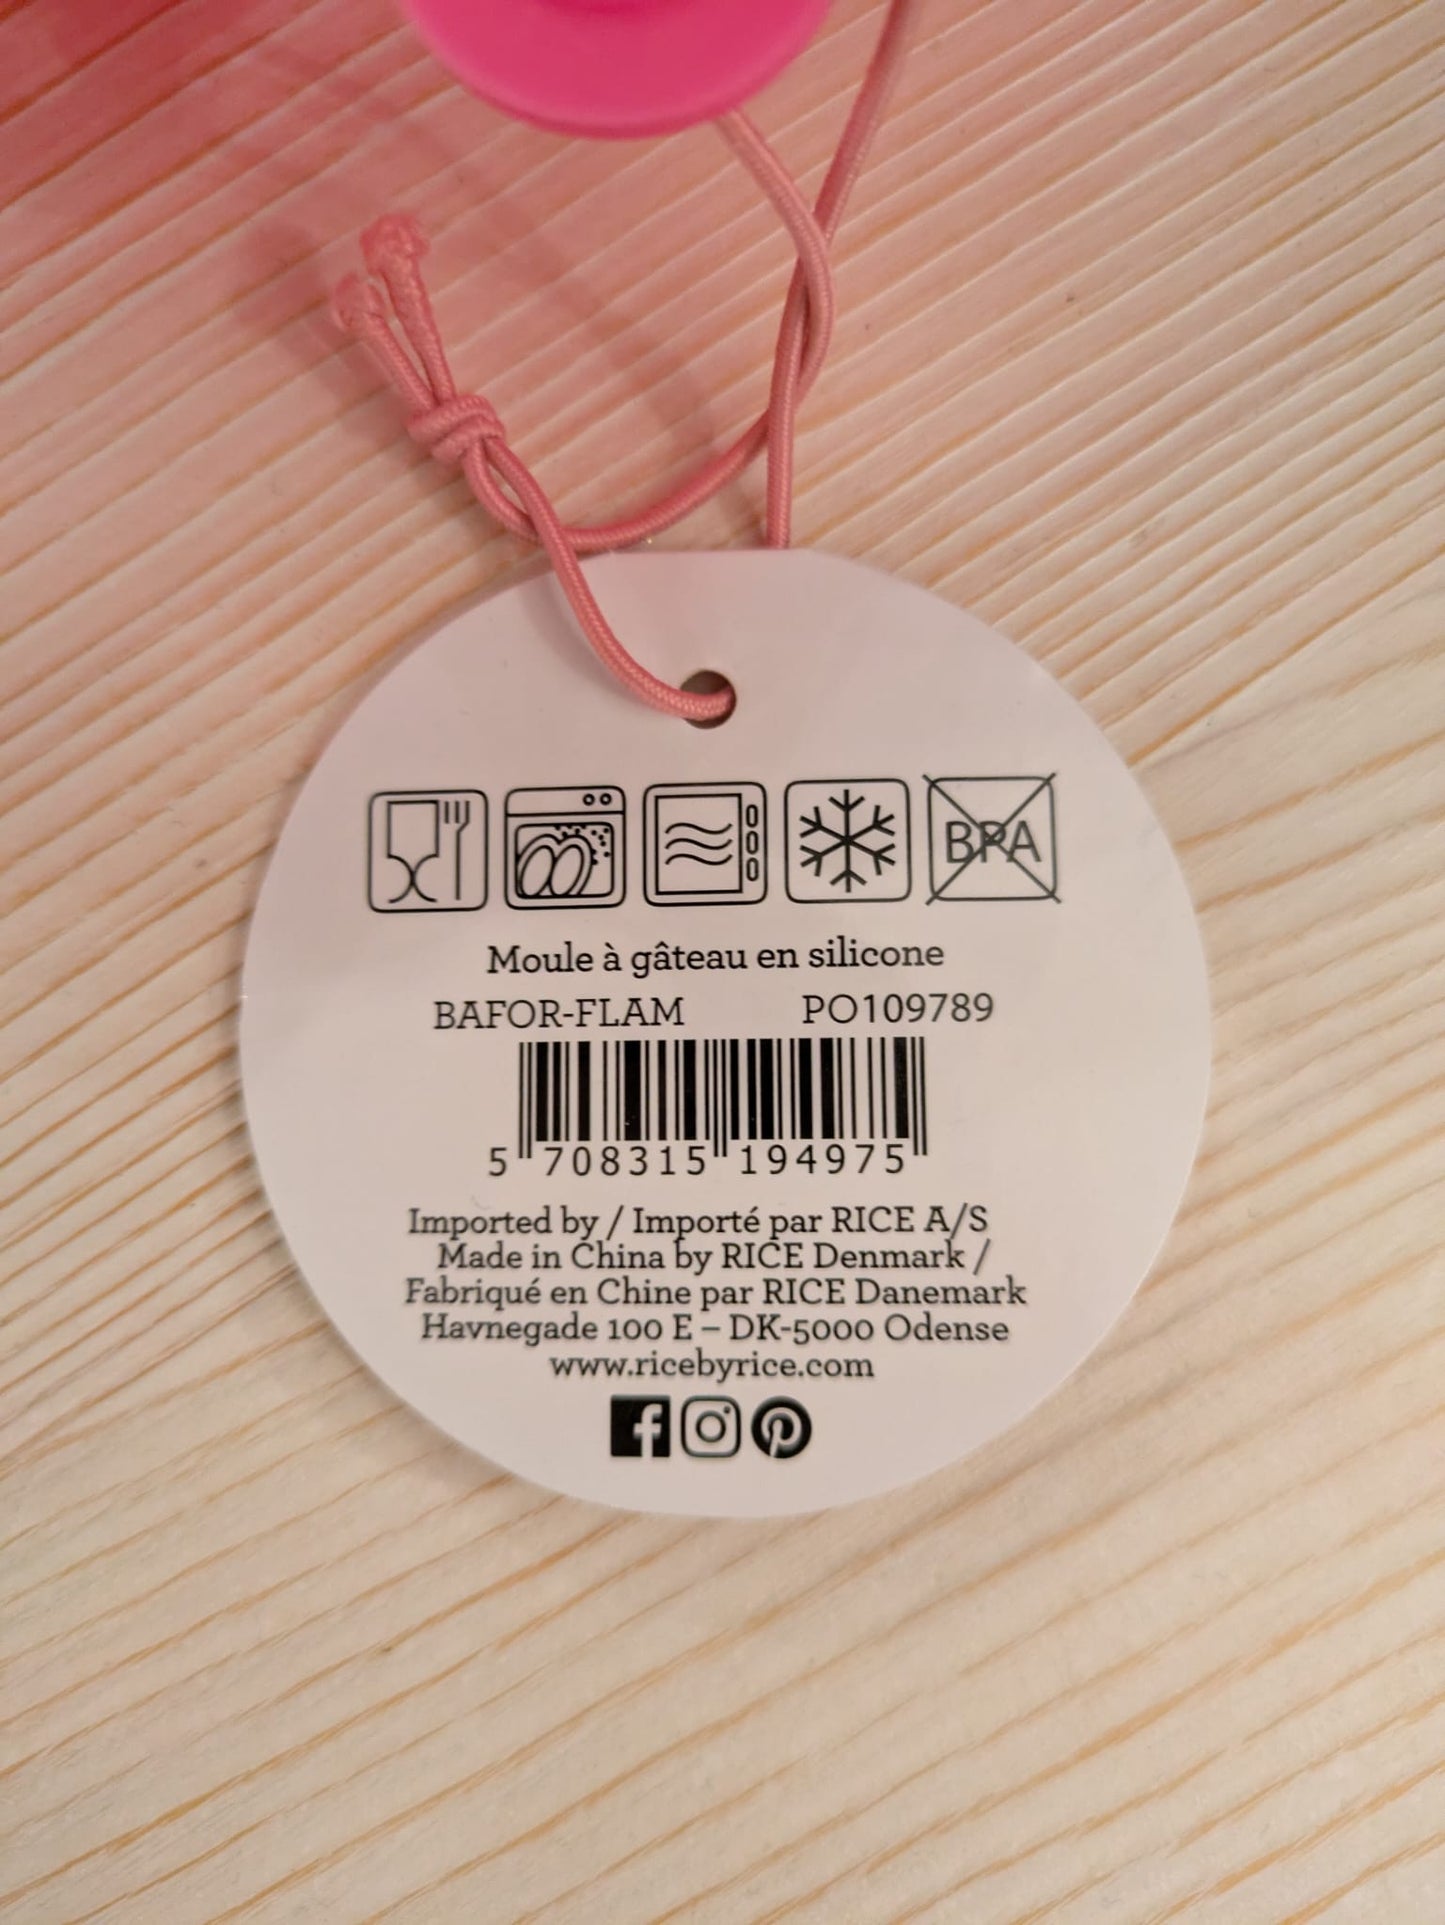 BPA
Moule à gâteau en silicone
BAFOR-FLAM PO109789
5 708315 194975
Imported by / Importé par RICE A/S
Made in China by RICE Denmark /
Fabriqué en Chine par RICE Danemark
Havnegade 100 E – DK-5000 Odense
www.ricebyrice.com